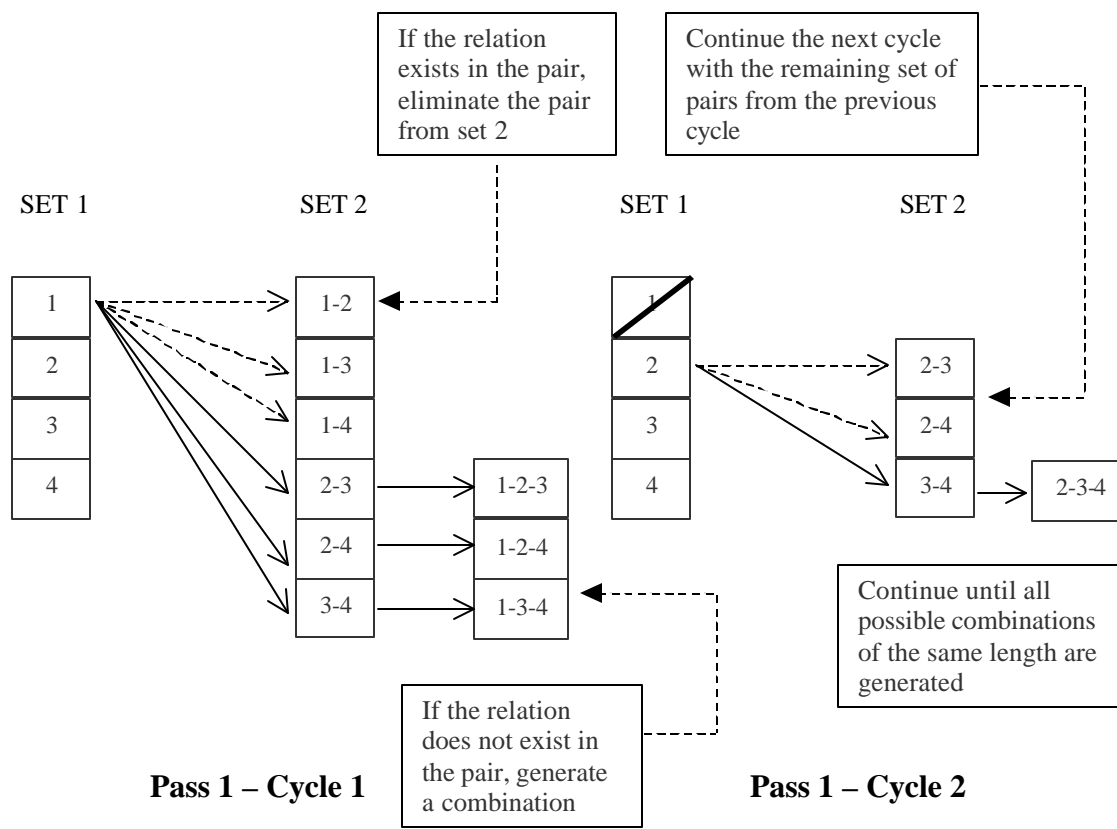 If the relation
exists in the pair,
eliminate the pair
from set 2
Continue the next cycle
with the remaining set of
pairs from the previous
cycle
SET 1
SET 2
SET 1
SET 2
1
2
3
4
1-2
1-3
1-4
2-3
2-4
3-4
1-2-3
1-2-4
1-3-4
1
2
3
4
2-3
2-4
3-4
2-3-4
Continue until all
possible combinations
of the same length are
generated
If the relation
does not exist in
the pair, generate
a combination
Pass 1 – Cycle 1
Pass 1 – Cycle 2